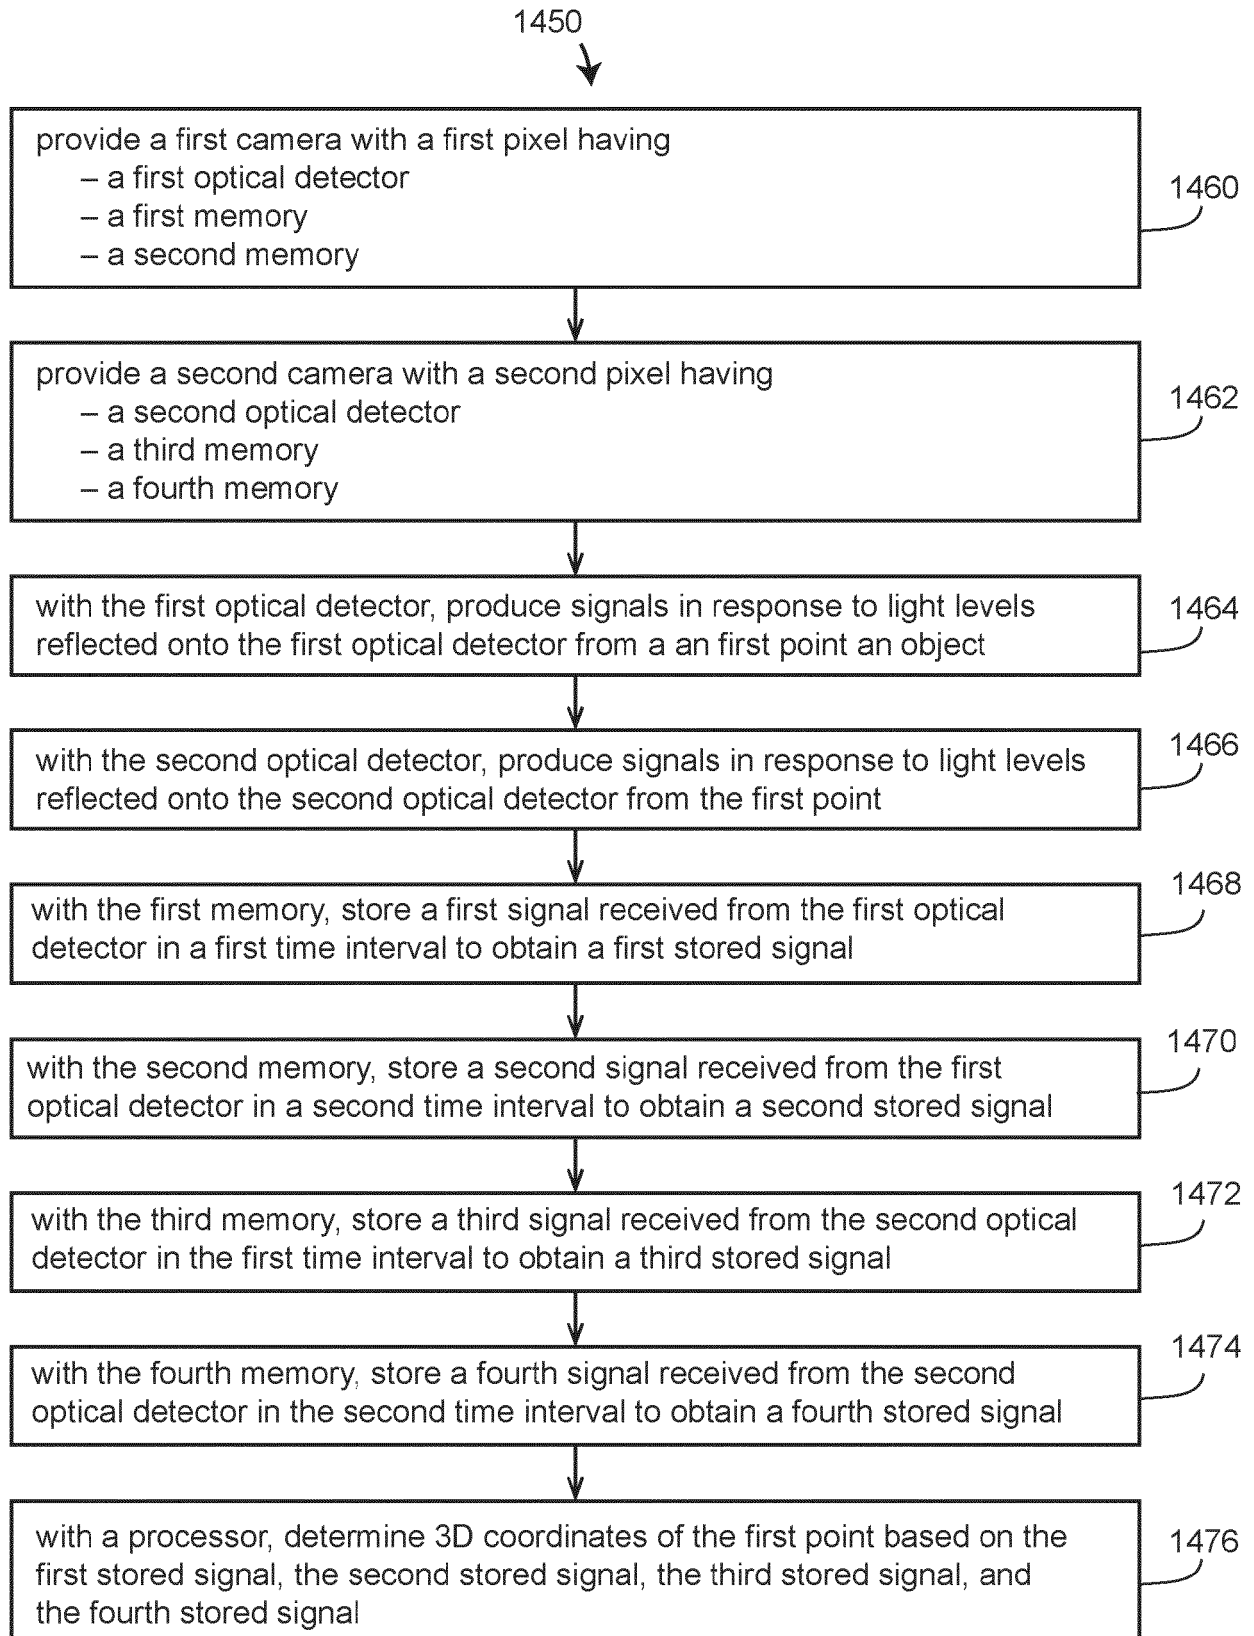 1450
provide a first camera with a first pixel having
– a first optical detector
– a first memory
– a second memory
1460
provide a second camera with a second pixel having
– a second optical detector
– a third memory
– a fourth memory
1462
with the first optical detector, produce signals in response to light levels
reflected onto the first optical detector from a an first point an object
1464
with the second optical detector, produce signals in response to light levels
reflected onto the second optical detector from the first point
1466
with the first memory, store a first signal received from the first optical
detector in a first time interval to obtain a first stored signal
1468
with the second memory, store a second signal received from the first
optical detector in a second time interval to obtain a second stored signal
1470
with the third memory, store a third signal received from the second optical
detector in the first time interval to obtain a third stored signal
1472
with the fourth memory, store a fourth signal received from the second
optical detector in the second time interval to obtain a fourth stored signal
1474
with a processor, determine 3D coordinates of the first point based on the
first stored signal, the second stored signal, the third stored signal, and
the fourth stored signal
1476